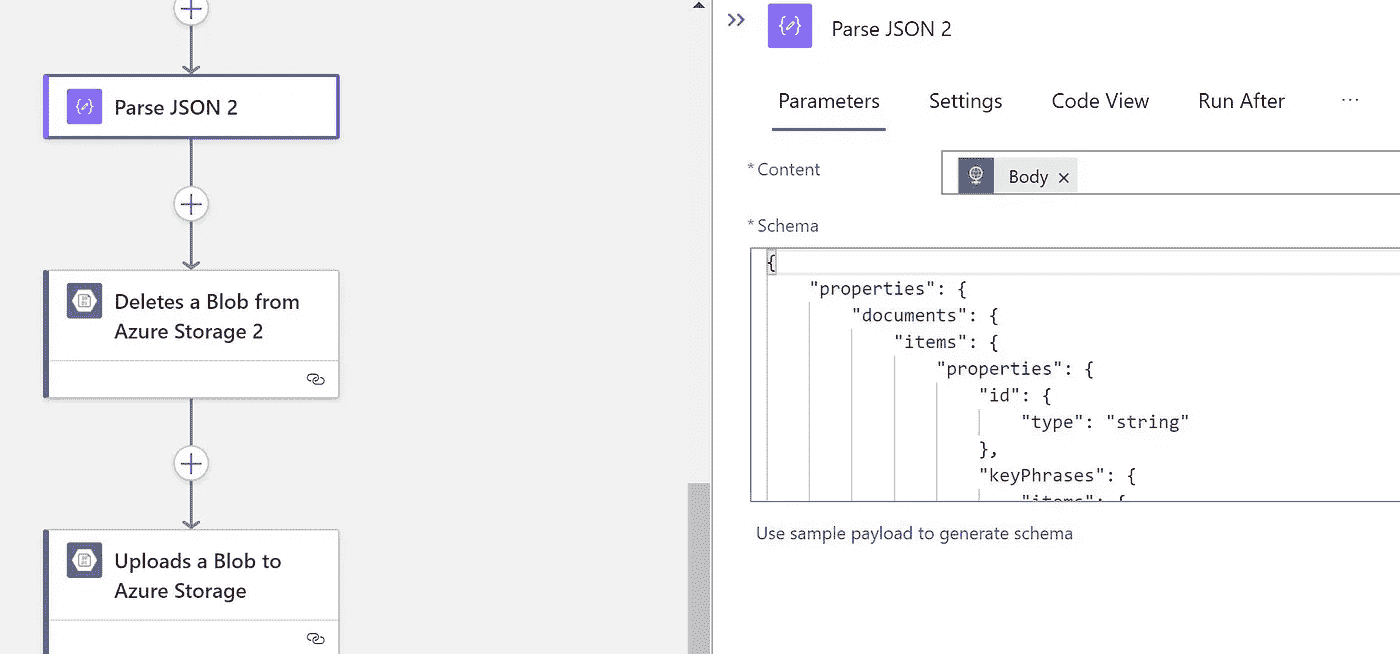 Parse JSON 2
Deletes a Blob from
Azure Storage 2
Uploads a Blob to
Azure Storage
Parse JSON 2
Parameters Settings Code View Run After ...
* Content
Body ×
* Schema
{
"properties": {
"documents": {
"items": {
"properties": {
"id": {
"type": "string"
},
"keyPhrases": {
"items": {
Use sample payload to generate schema